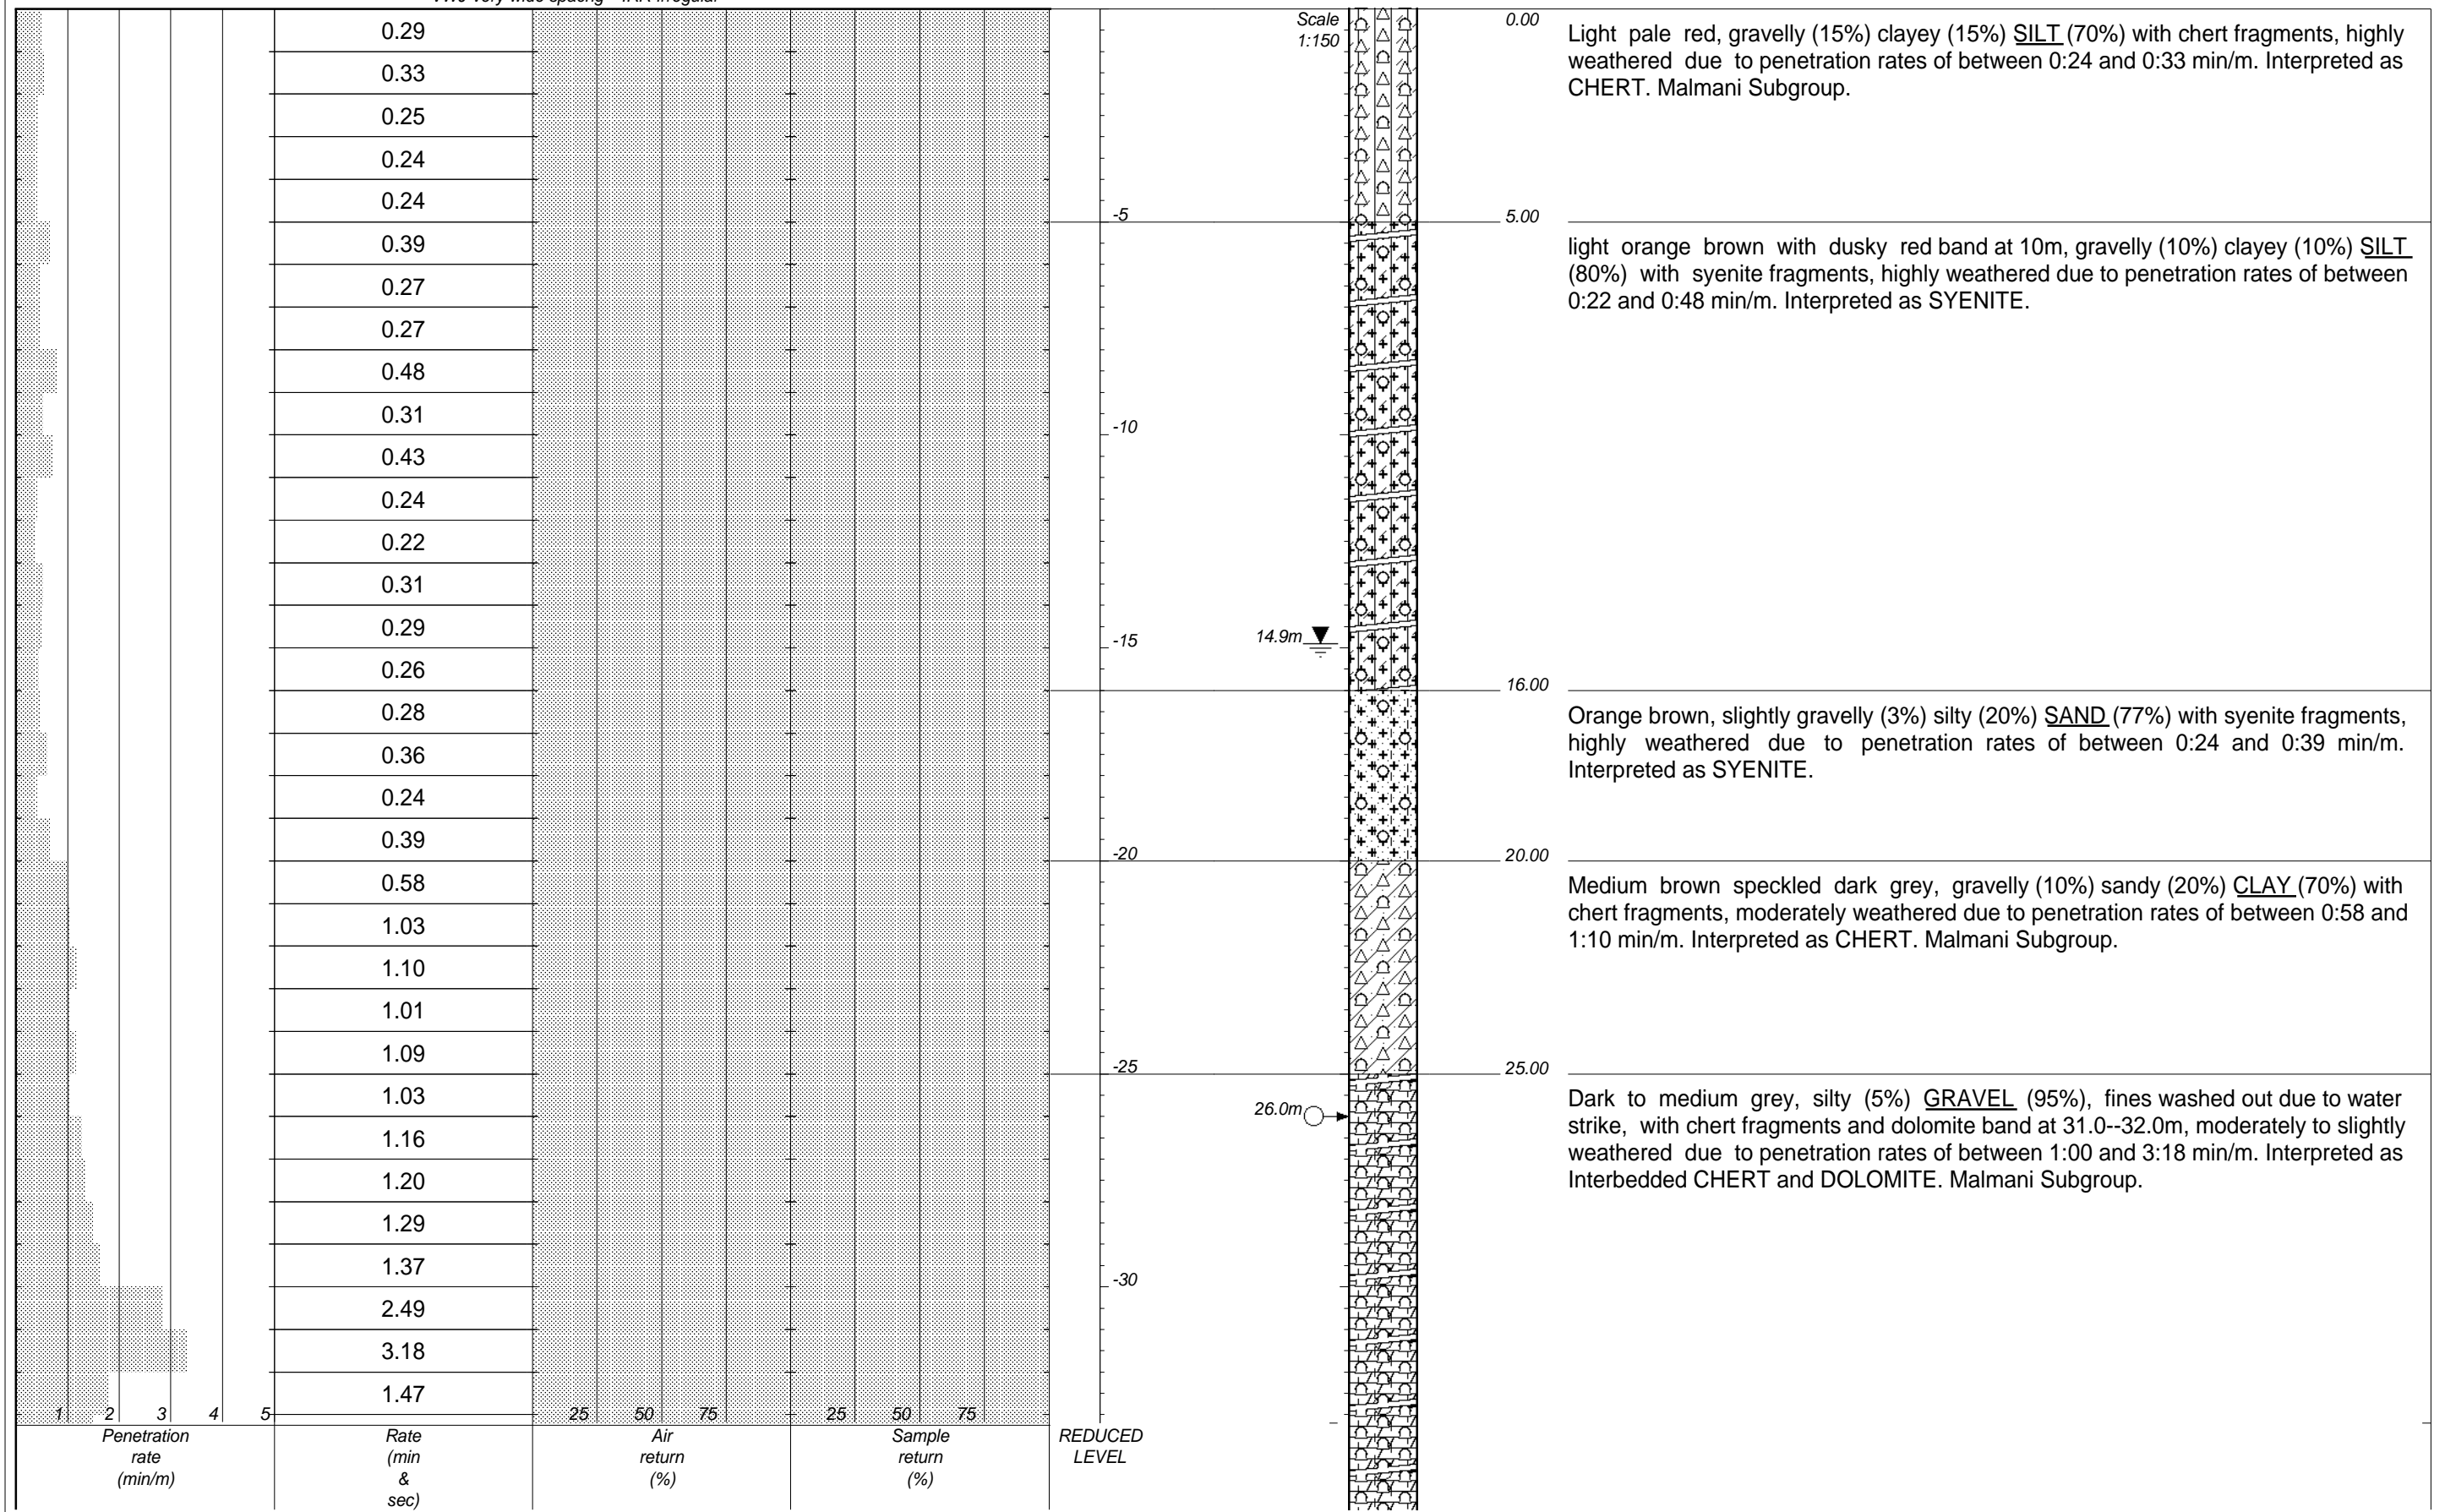 Scale
1:150
0.00
Light pale red, gravelly (15%) clayey (15%) SILT (70%) with chert fragments, highly
weathered due to penetration rates of between 0:24 and 0:33 min/m. Interpreted as
CHERT. Malmani Subgroup.
0.29
0.33
0.25
0.24
0.24
-5
5.00
light orange brown with dusky red band at 10m, gravelly (10%) clayey (10%) SILT
(80%) with syenite fragments, highly weathered due to penetration rates of between
0:22 and 0:48 min/m. Interpreted as SYENITE.
0.39
0.27
0.27
0.48
0.31
-10
0.43
0.24
0.22
0.31
0.29
14.9m
-15
0.26
16.00
Orange brown, slightly gravelly (3%) silty (20%) SAND (77%) with syenite fragments,
highly weathered due to penetration rates of between 0:24 and 0:39 min/m.
Interpreted as SYENITE.
0.28
0.36
0.24
0.39
-20
20.00
Medium brown speckled dark grey, gravelly (10%) sandy (20%) CLAY (70%) with
chert fragments, moderately weathered due to penetration rates of between 0:58 and
1:10 min/m. Interpreted as CHERT. Malmani Subgroup.
0.58
1.03
1.10
1.01
1.09
-25
25.00
Dark to medium grey, silty (5%) GRAVEL (95%), fines washed out due to water
strike, with chert fragments and dolomite band at 31.0--32.0m, moderately to slightly
weathered due to penetration rates of between 1:00 and 3:18 min/m. Interpreted as
Interbedded CHERT and DOLOMITE. Malmani Subgroup.
1.03
26.0m
1.16
1.20
1.29
1.37
-30
2.49
3.18
1.47
1 2 3 4 5
25 50 75
25 50 75
Penetration
rate
(min/m)
Rate
(min
&
sec)
Air
return
(%)
Sample
return
(%)
REDUCED
LEVEL